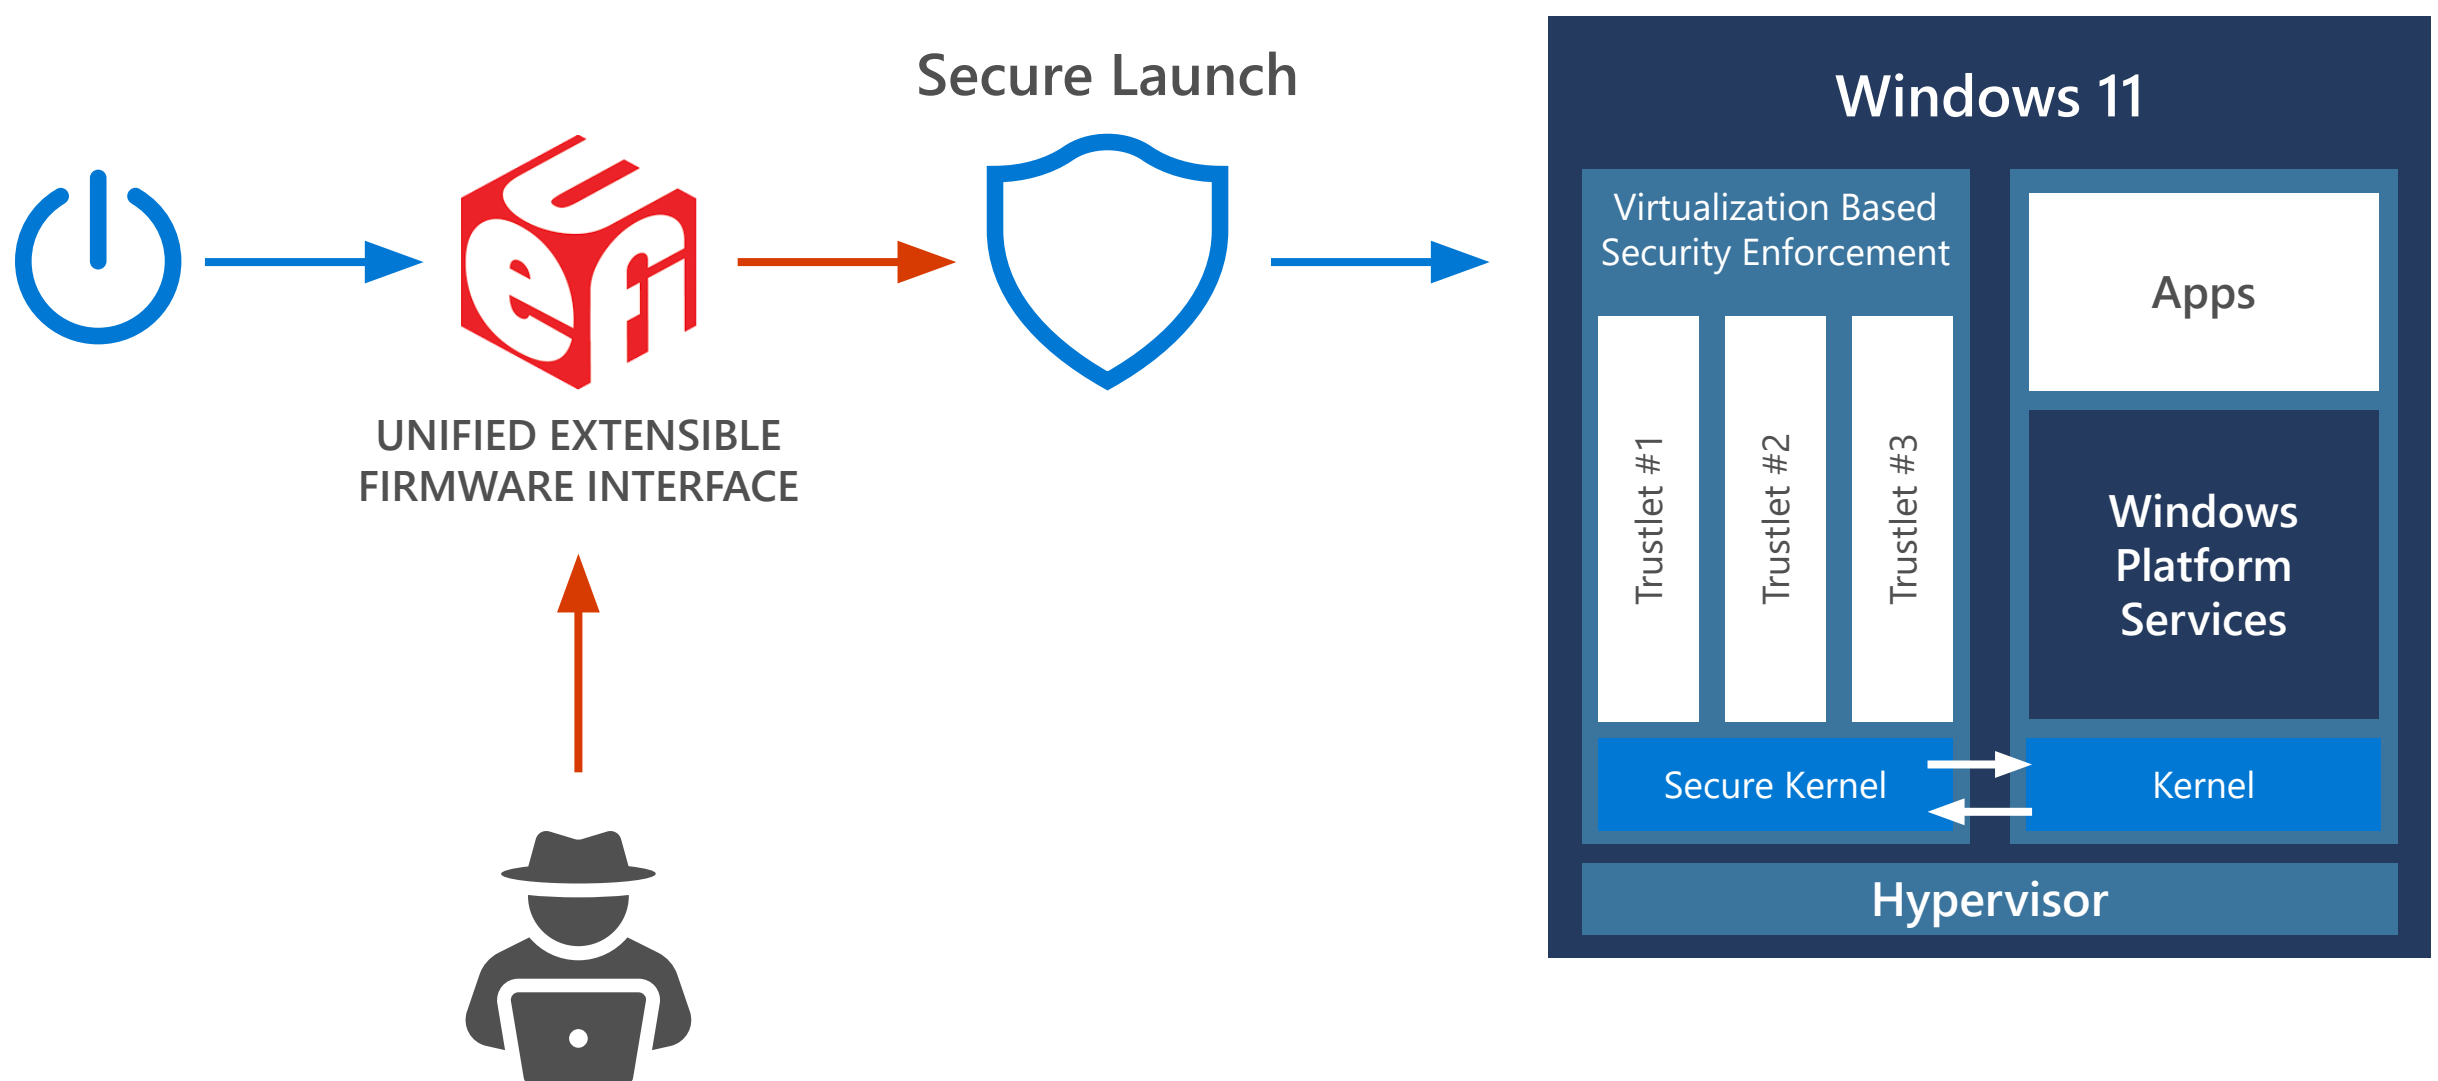 Secure Launch
UEFI
UNIFIED EXTENSIBLE
FIRMWARE INTERFACE
Windows 11
Virtualization Based
Security Enforcement
Trustlet #1
Trustlet #2
Trustlet #3
Secure Kernel
Apps
Windows
Platform
Services
Kernel
Hypervisor